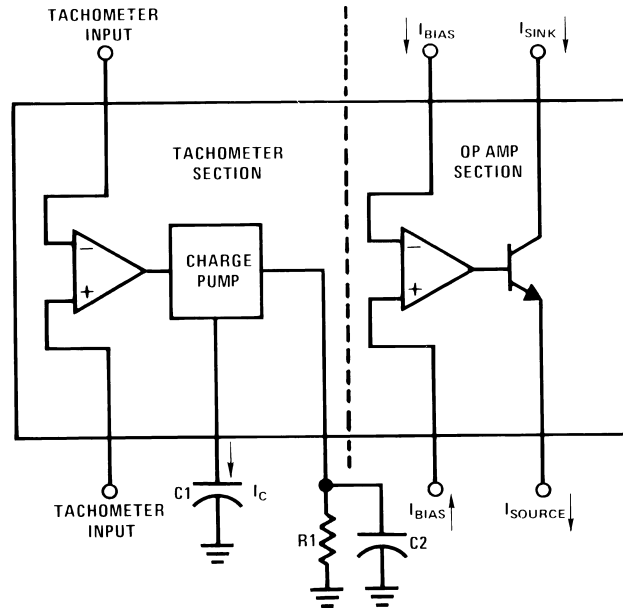 TACHOMETER
INPUT
I_BIAS
I_SINK
TACHOMETER
SECTION
OP AMP
SECTION
−
+
CHARGE
PUMP
−
+
C1
I_C
TACHOMETER
INPUT
R1
C2
I_BIAS
I_SOURCE